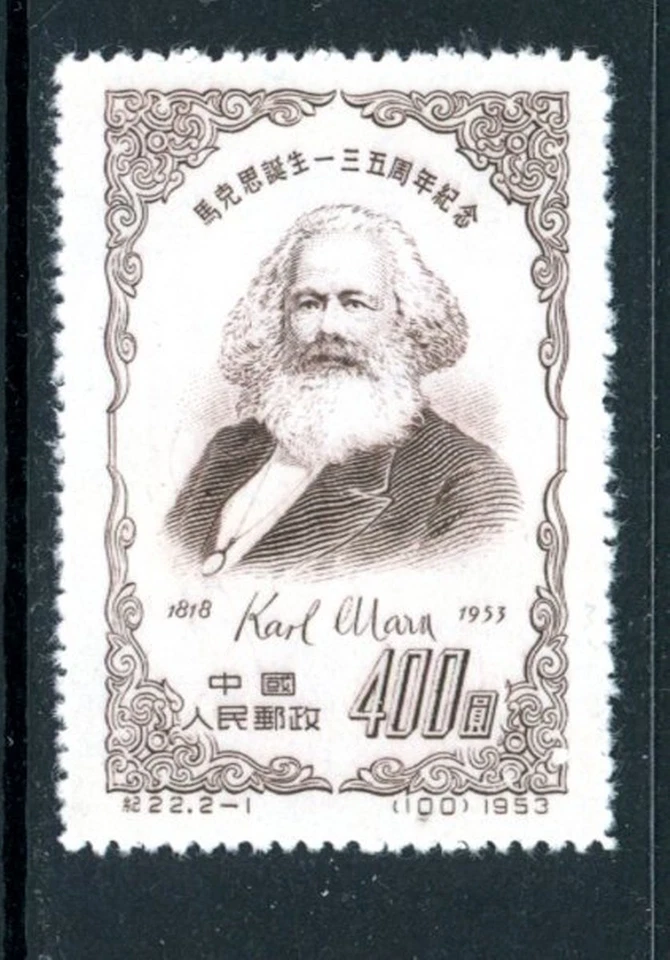 馬克思誕生一三五周年紀念
1818 Karl Marx 1953
中國
人民郵政 400圓
紀22.2-1 (100) 1953